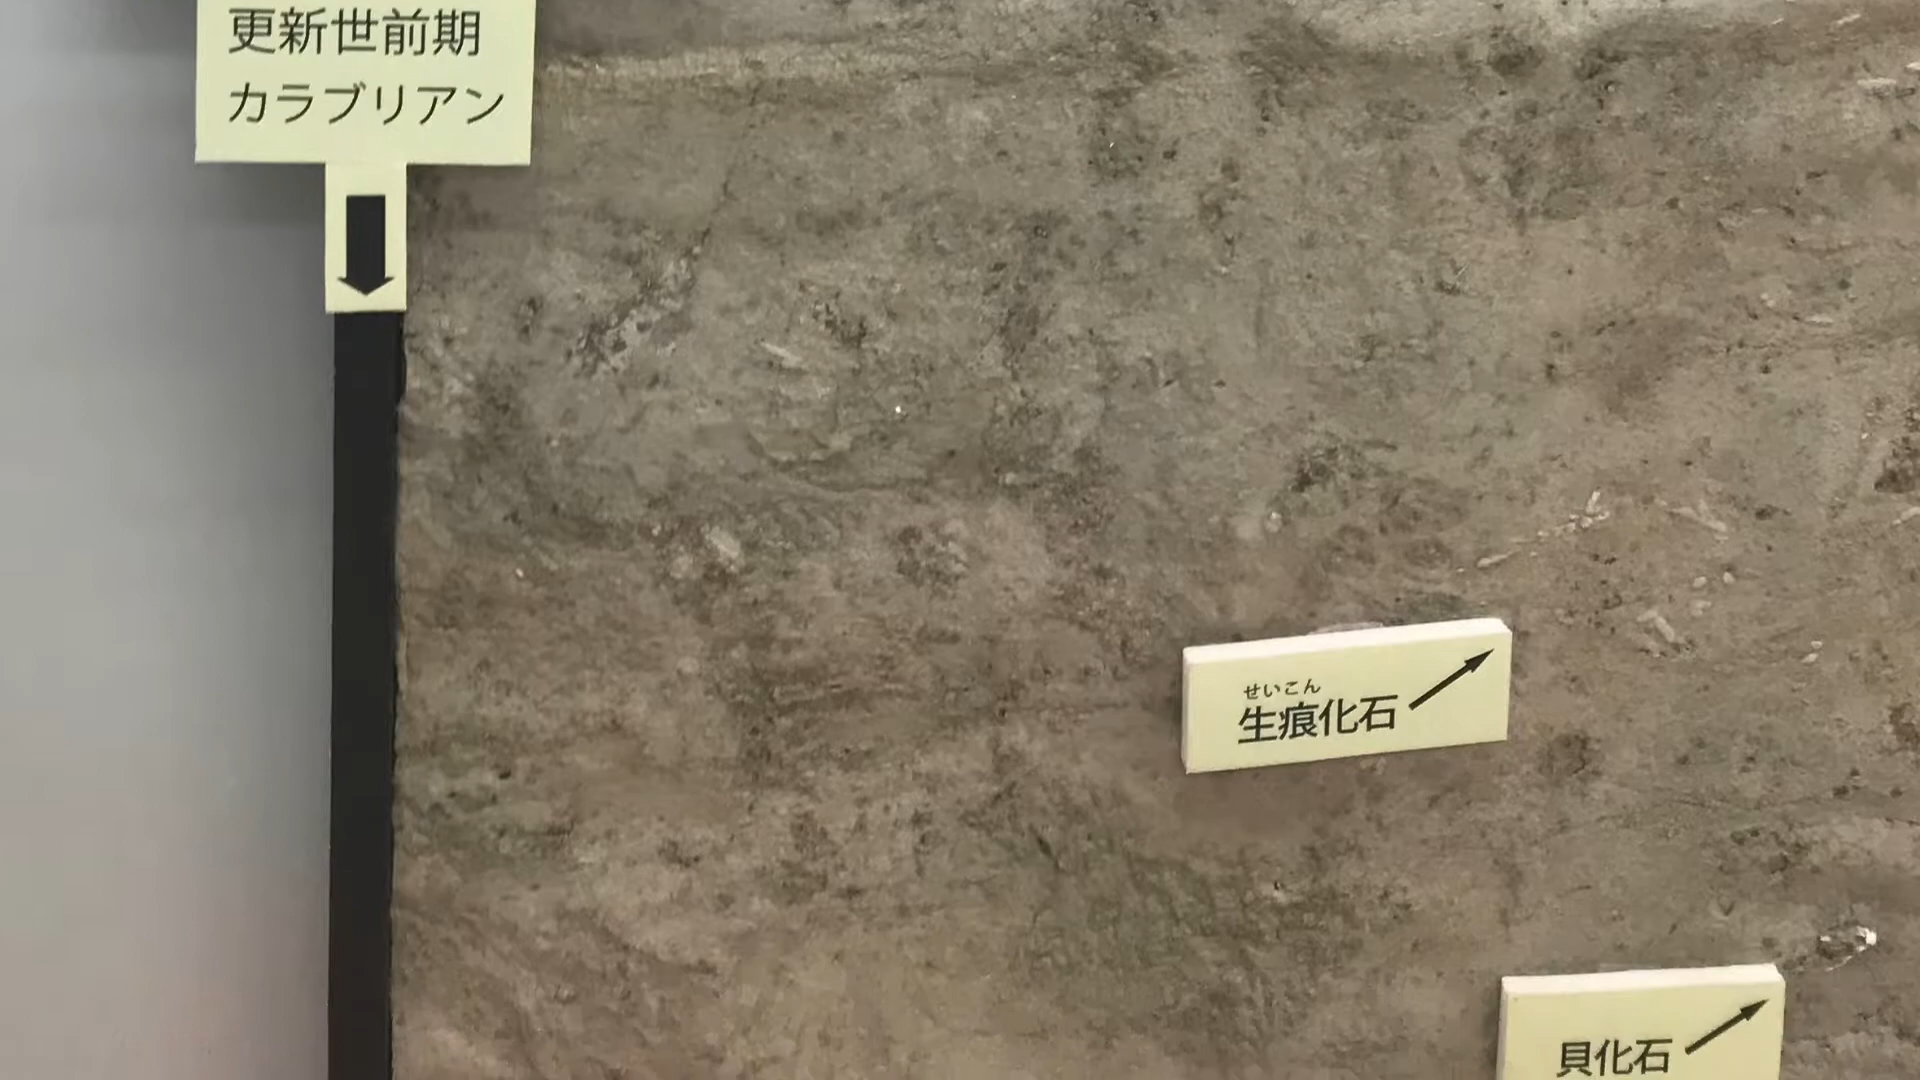 更新世前期
カラブリアン
せいこん
生痕化石
貝化石